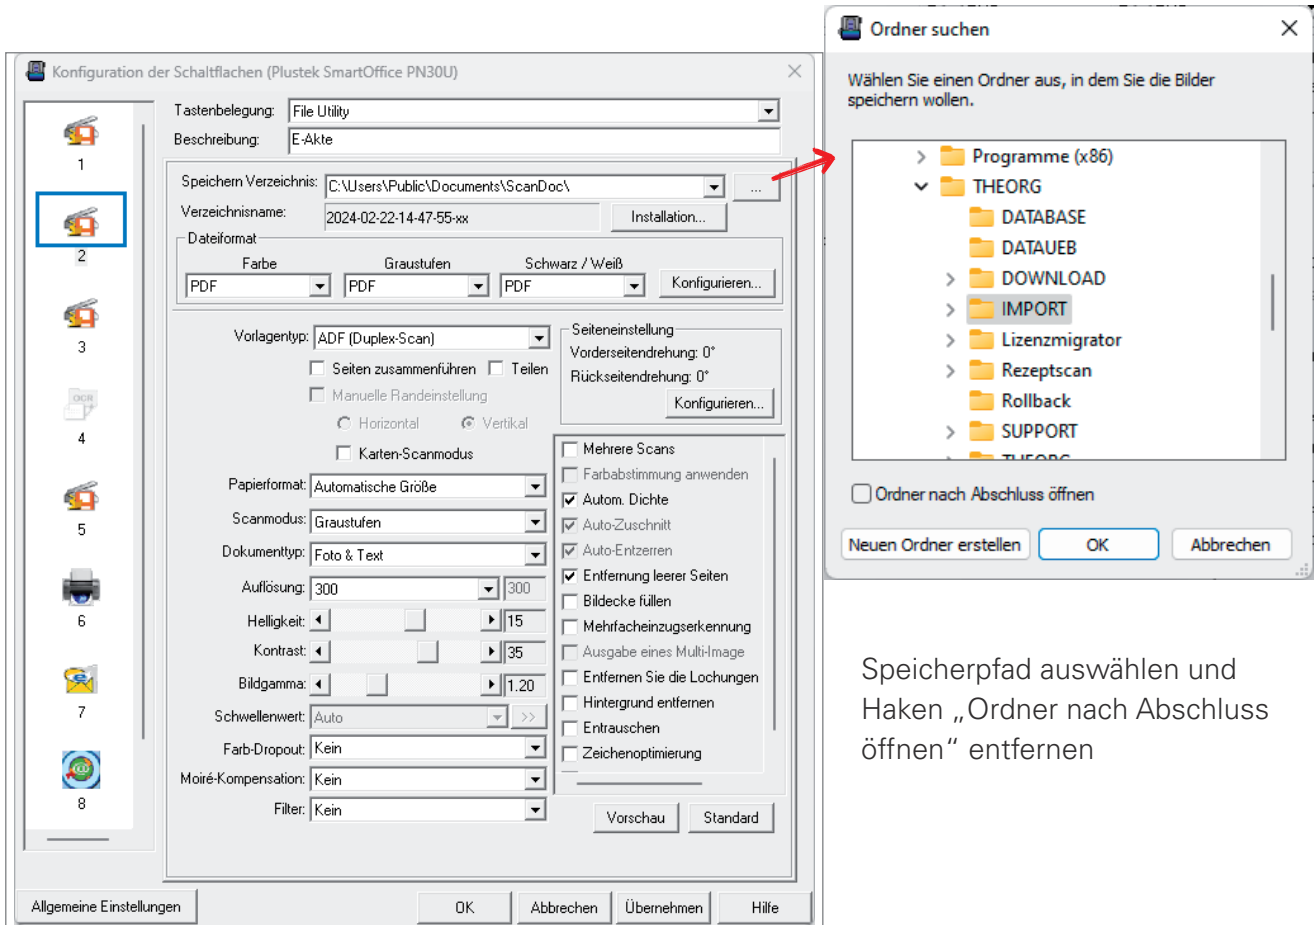 Konfiguration der Schaltflachen (Plustek SmartOffice PN30U)
1
2
3
OCR
4
5
6
7
8
Tastenbelegung: File Utility
Beschreibung: E-Akte
Speichern Verzeichnis: C:\Users\Public\Documents\ScanDoc\ ...
Verzeichnisname: 2024-02-22-14-47-55-xx Installation...
Dateiformat
Farbe Graustufen Schwarz / Weiß
PDF PDF PDF Konfigurieren...
Vorlagentyp: ADF (Duplex-Scan)
Seiten zusammenführen Teilen
Manuelle Randeinstellung
Horizontal Vertikal
Karten-Scanmodus
Papierformat: Automatische Größe
Scanmodus: Graustufen
Dokumenttyp: Foto & Text
Auflösung: 300 300
Helligkeit: 15
Kontrast: 35
Bildgamma: 1.20
Schwellenwert: Auto >>
Farb-Dropout: Kein
Moiré-Kompensation: Kein
Filter: Kein
Seiteneinstellung
Vorderseitendrehung: 0°
Rückseitendrehung: 0°
Konfigurieren...
Mehrere Scans
Farbabstimmung anwenden
Autom. Dichte
Auto-Zuschnitt
Auto-Entzerren
Entfernung leerer Seiten
Bildecke füllen
Mehrfacheinzugserkennung
Ausgabe eines Multi-Image
Entfernen Sie die Lochungen
Hintergrund entfernen
Entrauschen
Zeichenoptimierung
Vorschau Standard
Allgemeine Einstellungen OK Abbrechen Übernehmen Hilfe
Ordner suchen
Wählen Sie einen Ordner aus, in dem Sie die Bilder
speichern wollen.
Programme (x86)
THEORG
DATABASE
DATAUEB
DOWNLOAD
IMPORT
Lizenzmigrator
Rezeptscan
Rollback
SUPPORT
THEORG
Ordner nach Abschluss öffnen
Neuen Ordner erstellen OK Abbrechen
Speicherpfad auswählen und
Haken „Ordner nach Abschluss
öffnen“ entfernen